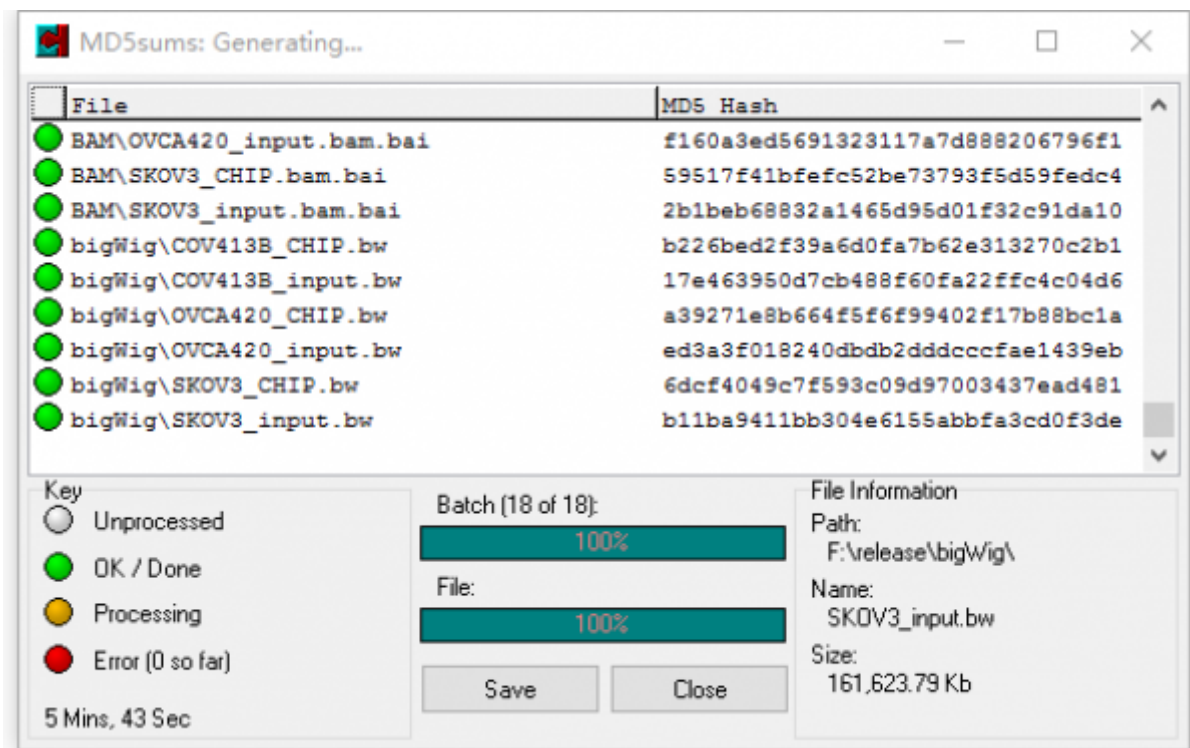 MD5sums: Generating...
File MD5 Hash
BAM\OVCA420_input.bam.bai f160a3ed5691323117a7d888206796f1
BAM\SKOV3_CHIP.bam.bai 59517f41bfefc52be73793f5d59fedc4
BAM\SKOV3_input.bam.bai 2b1beb68832a1465d95d01f32c91da10
bigWig\COV413B_CHIP.bw b226bed2f39a6d0fa7b62e313270c2b1
bigWig\COV413B_input.bw 17e463950d7cb488f60fa22ffc4c04d6
bigWig\OVCA420_CHIP.bw a39271e8b664f5f6f99402f17b88bc1a
bigWig\OVCA420_input.bw ed3a3f018240dbdb2dddcccfae1439eb
bigWig\SKOV3_CHIP.bw 6dcf4049c7f593c09d97003437ead481
bigWig\SKOV3_input.bw b11ba9411bb304e6155abbfa3cd0f3de
Key
Unprocessed
OK / Done
Processing
Error (0 so far)
5 Mins, 43 Sec
Batch (18 of 18):
100%
File:
100%
Save Close
File Information
Path:
F:\release\bigWig\
Name:
SKOV3_input.bw
Size:
161,623.79 Kb